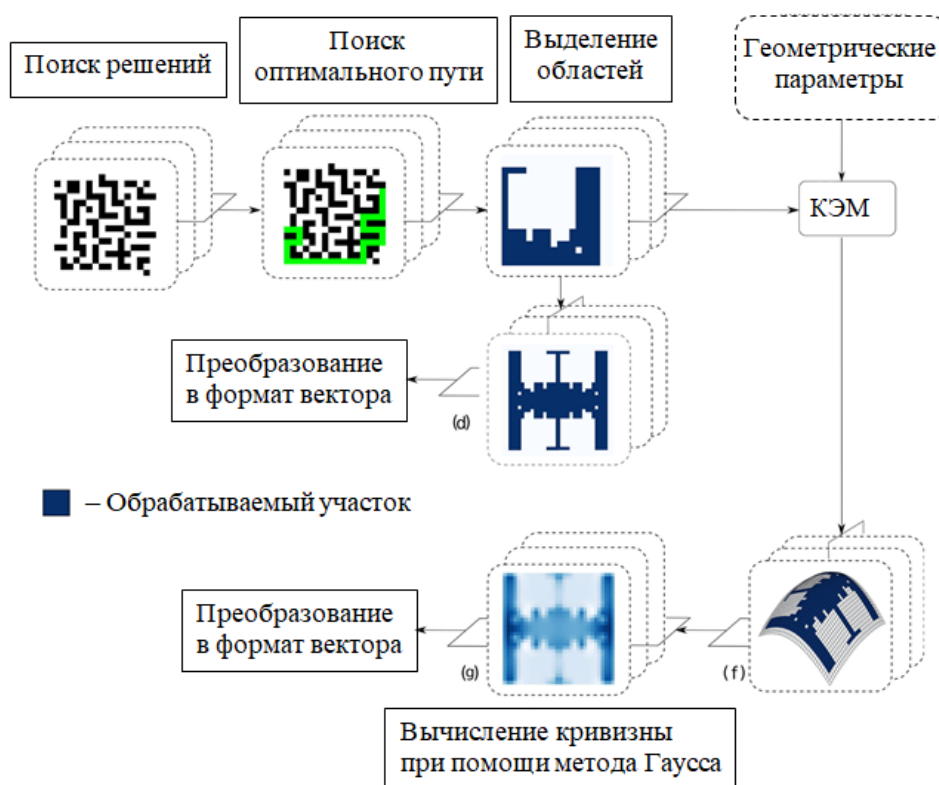 Поиск решений
Поиск
оптимального пути
Выделение
областей
Геометрические
параметры
КЭМ
Преобразование
в формат вектора
(d)
– Обрабатываемый участок
Преобразование
в формат вектора
(g)
(f)
Вычисление кривизны
при помощи метода Гаусса